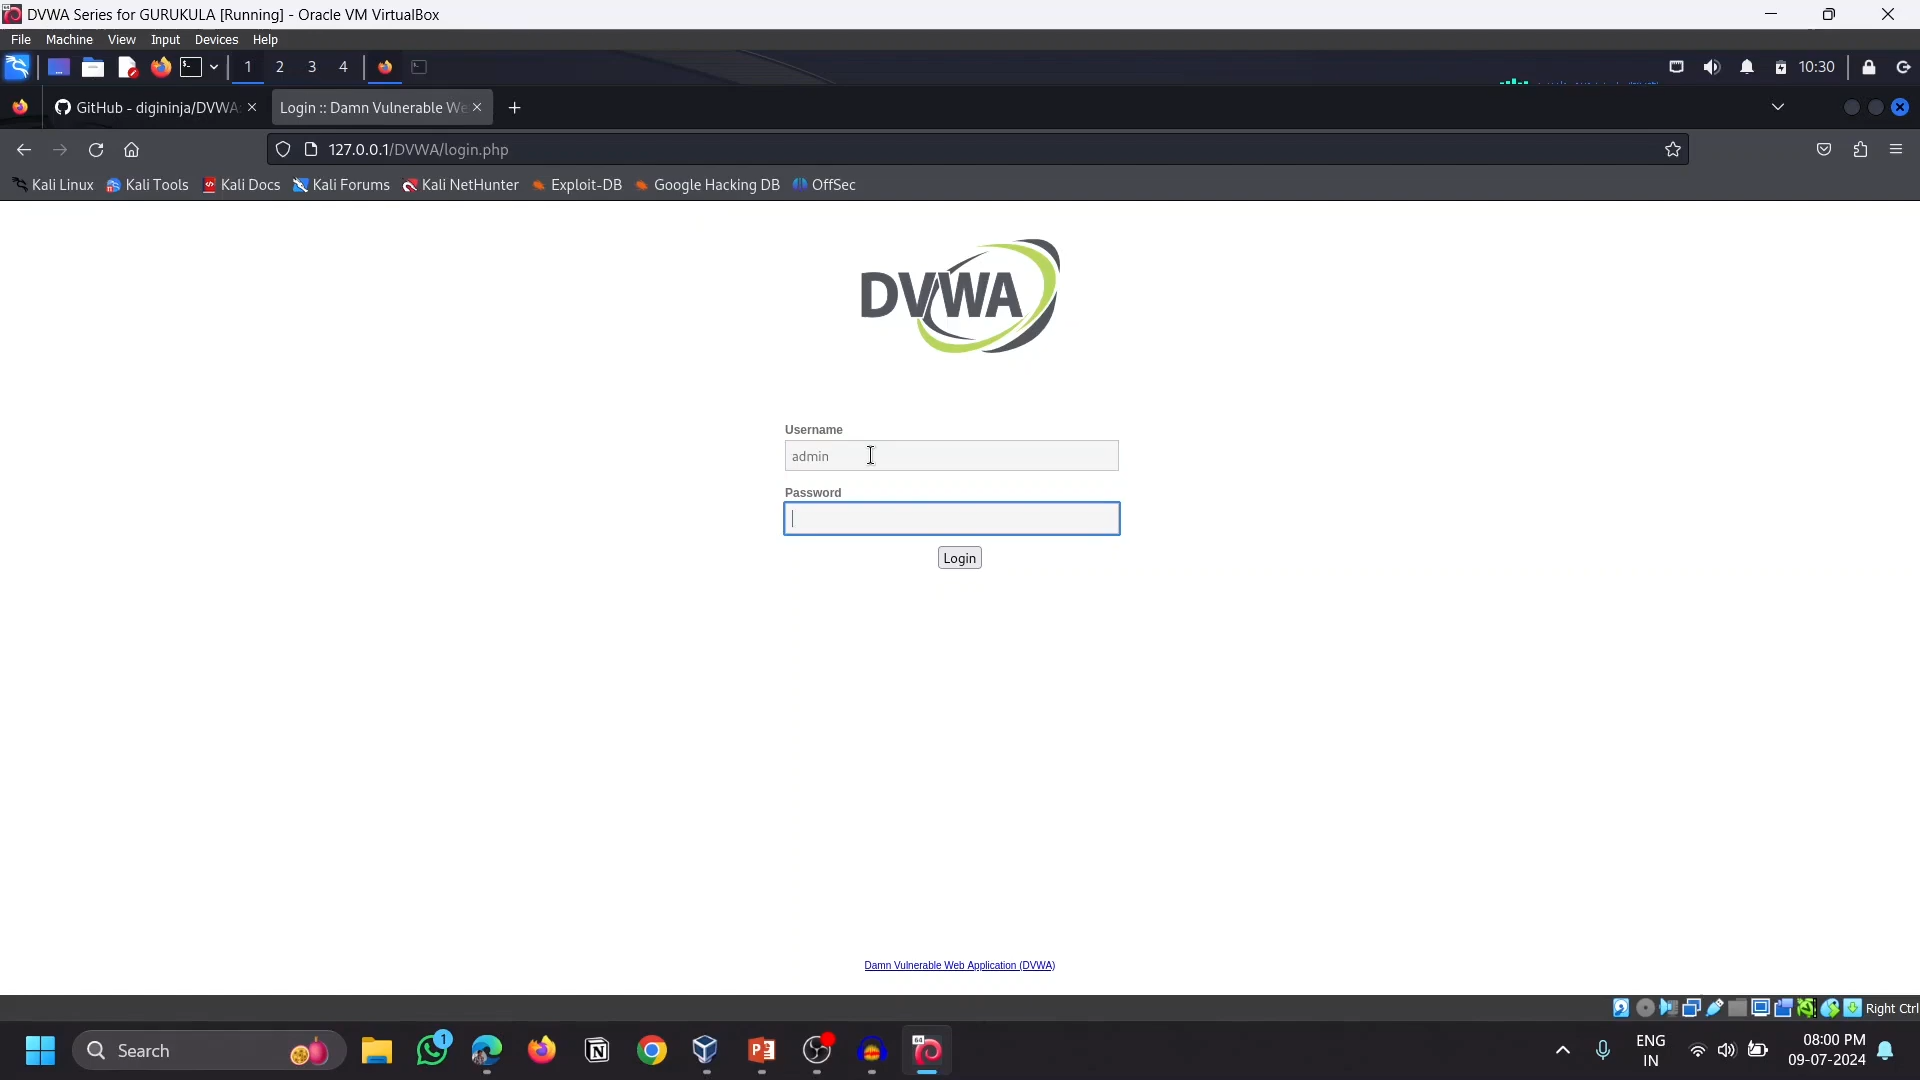 DVWA Series for GURUKULA [Running] - Oracle VM VirtualBox
File Machine View Input Devices Help
1 2 3 4 10:30
GitHub - digininja/DVWA: Login :: Damn Vulnerable We
127.0.0.1/DVWA/login.php
Kali Linux Kali Tools Kali Docs Kali Forums Kali NetHunter Exploit-DB Google Hacking DB OffSec
DVWA
Username
admin
Password
Login
Damn Vulnerable Web Application (DVWA)
Right Ctrl
Search 1 ENG 08:00 PM
IN 09-07-2024